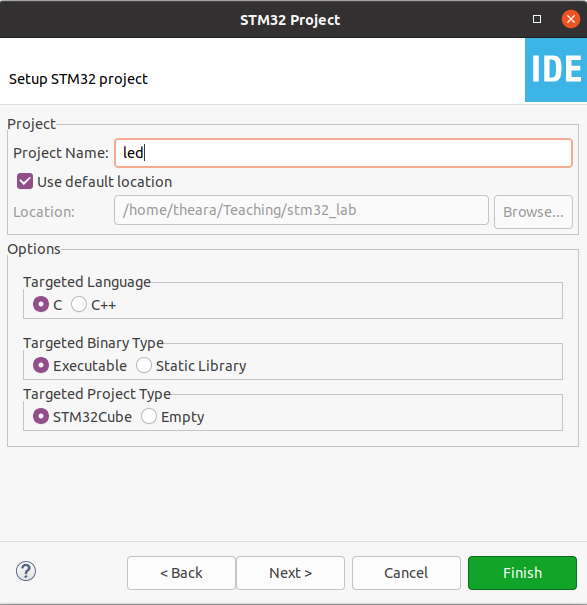 STM32 Project
Setup STM32 project
IDE
Project
Project Name: led
Use default location
Location: /home/theara/Teaching/stm32_lab Browse...
Options
Targeted Language
C C++
Targeted Binary Type
Executable Static Library
Targeted Project Type
STM32Cube Empty
? < Back Next > Cancel Finish